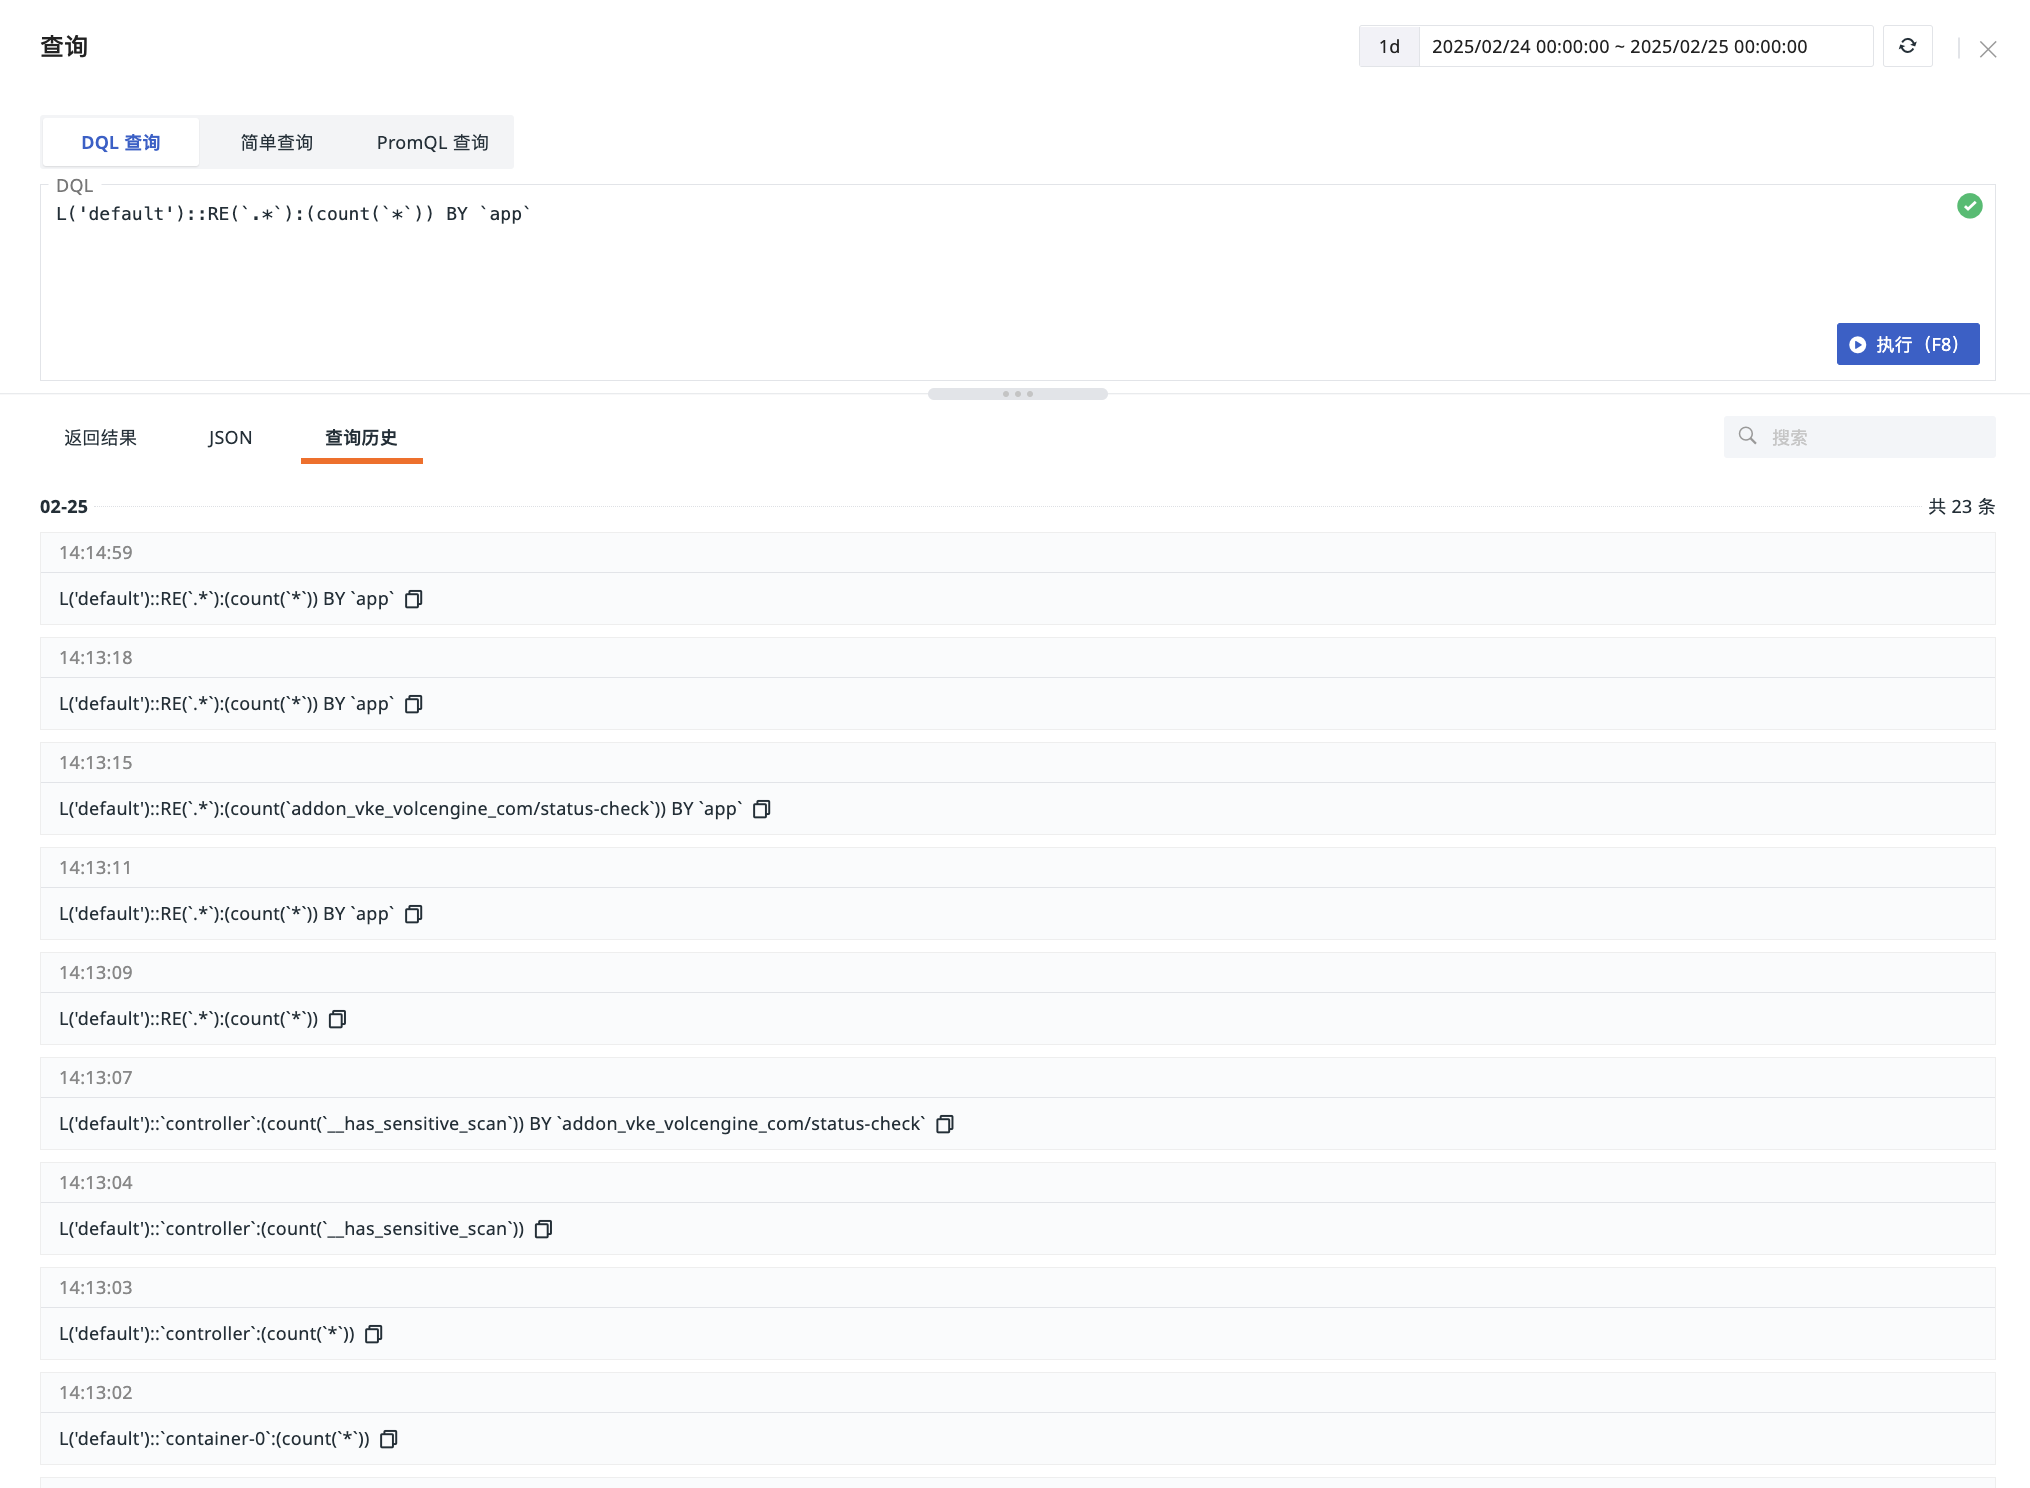 查询
1d 2025/02/24 00:00:00 ~ 2025/02/25 00:00:00
DQL 查询 简单查询 PromQL 查询
DQL
L('default')::RE(`.*`):(count(`*`)) BY `app`
执行（F8）
返回结果 JSON 查询历史 搜索
02-25 共 23 条
14:14:59
L('default')::RE(`.*`):(count(`*`)) BY `app`
14:13:18
L('default')::RE(`.*`):(count(`*`)) BY `app`
14:13:15
L('default')::RE(`.*`):(count(`addon_vke_volcengine_com/status-check`)) BY `app`
14:13:11
L('default')::RE(`.*`):(count(`*`)) BY `app`
14:13:09
L('default')::RE(`.*`):(count(`*`))
14:13:07
L('default')::`controller`:(count(`__has_sensitive_scan`)) BY `addon_vke_volcengine_com/status-check`
14:13:04
L('default')::`controller`:(count(`__has_sensitive_scan`))
14:13:03
L('default')::`controller`:(count(`*`))
14:13:02
L('default')::`container-0`:(count(`*`))